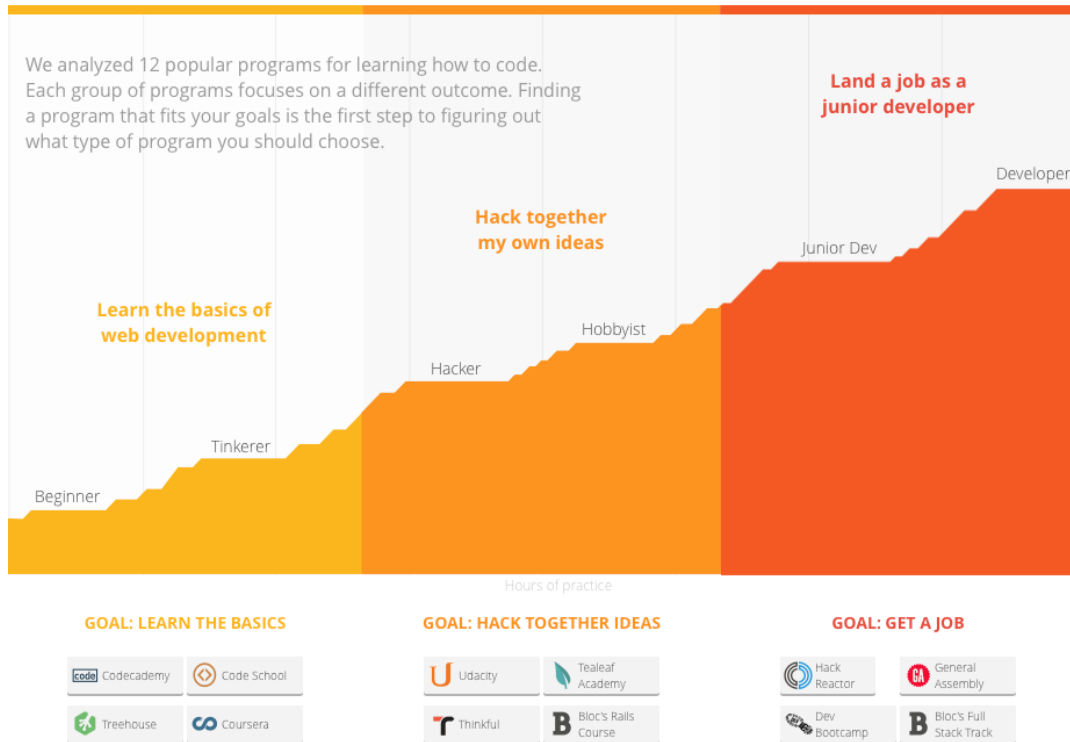 We analyzed 12 popular programs for learning how to code.
Each group of programs focuses on a different outcome. Finding
a program that fits your goals is the first step to figuring out
what type of program you should choose.
Land a job as a
junior developer
Developer
Hack together
my own ideas
Junior Dev
Learn the basics of
web development
Hobbyist
Hacker
Tinkerer
Beginner
Hours of practice
GOAL: LEARN THE BASICS
code Codecademy
Code School
Treehouse
Coursera
GOAL: HACK TOGETHER IDEAS
Udacity
Tealeaf
Academy
Thinkful
B Bloc's Rails
Course
GOAL: GET A JOB
Hack
Reactor
GA General
Assembly
Dev
Bootcamp
B Bloc's Full
Stack Track